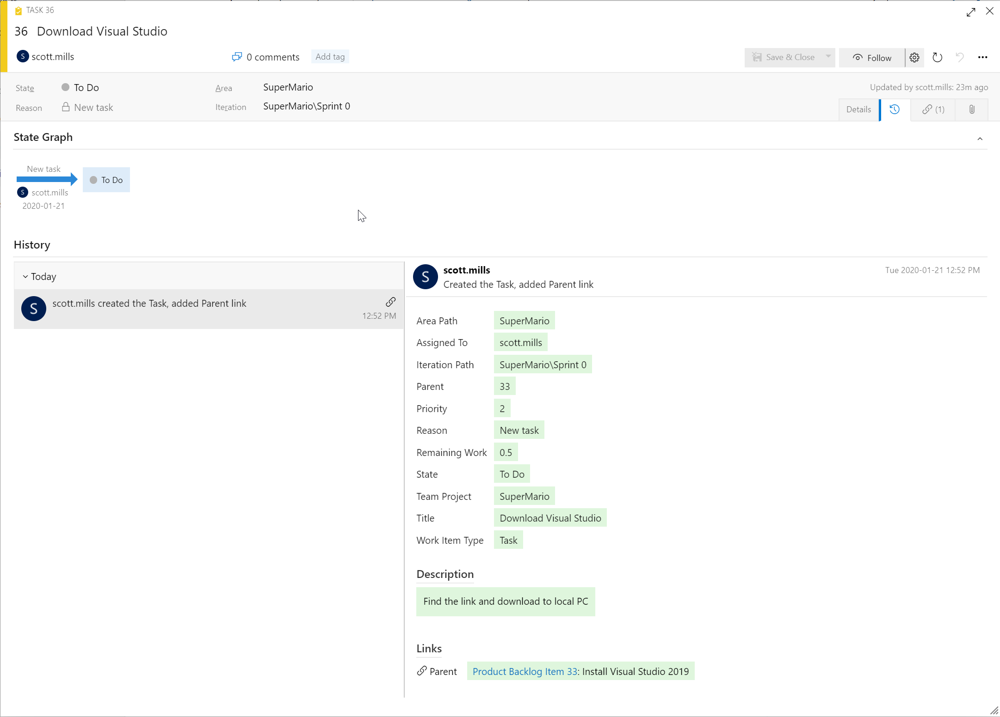 TASK 36
36 Download Visual Studio
S scott.mills 0 comments Add tag Save & Close Follow
State To Do Area SuperMario Updated by scott.mills: 23m ago
Reason New task Iteration SuperMario\Sprint 0 Details (1)
State Graph
New task
To Do
S scott.mills
2020-01-21
History
Today
S scott.mills created the Task, added Parent link
12:52 PM
S scott.mills Tue 2020-01-21 12:52 PM
Created the Task, added Parent link
Area Path SuperMario
Assigned To scott.mills
Iteration Path SuperMario\Sprint 0
Parent 33
Priority 2
Reason New task
Remaining Work 0.5
State To Do
Team Project SuperMario
Title Download Visual Studio
Work Item Type Task
Description
Find the link and download to local PC
Links
Parent Product Backlog Item 33: Install Visual Studio 2019